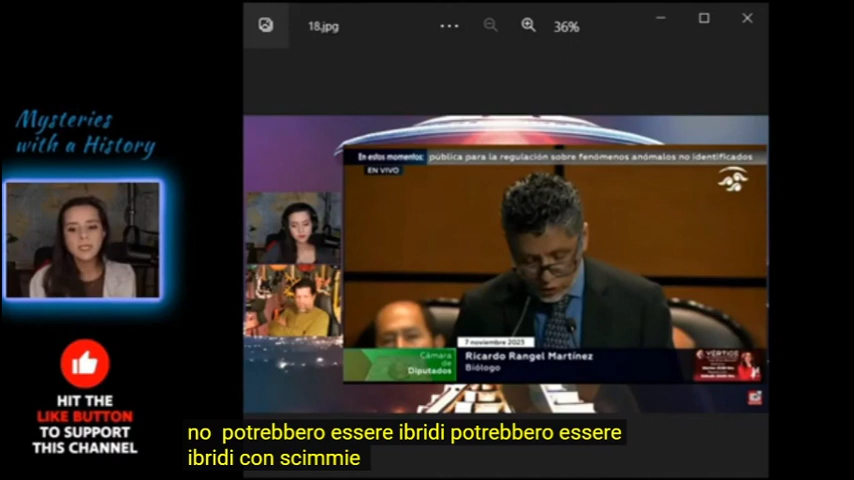 18.jpg
36%
Mysteries
with a History
En estos momentos: pública para la regulación sobre fenómenos anómalos no identificados
EN VIVO
7 noviembre 2023
Cámara
de
Diputados
Ricardo Rangel Martínez
Biólogo
VÉRTIGO
HIT THE
LIKE BUTTON
TO SUPPORT
THIS CHANNEL
no potrebbero essere ibridi potrebbero essere
ibridi con scimmie